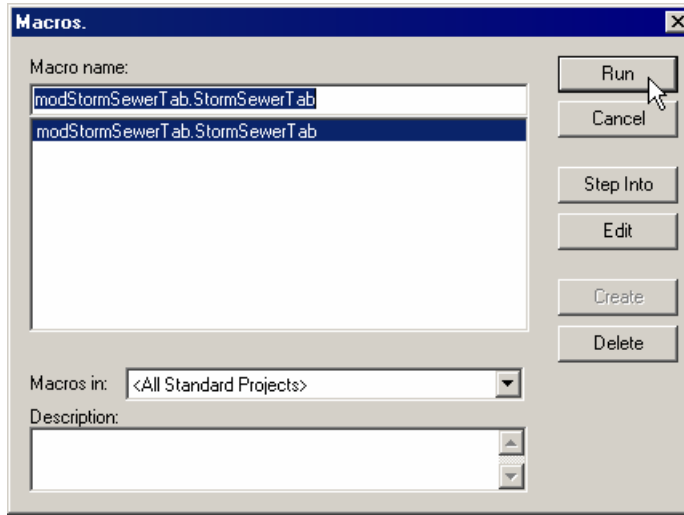 Macros.
Macro name:
modStormSewerTab.StormSewerTab
modStormSewerTab.StormSewerTab
Run
Cancel
Step Into
Edit
Create
Delete
Macros in: <All Standard Projects>
Description: